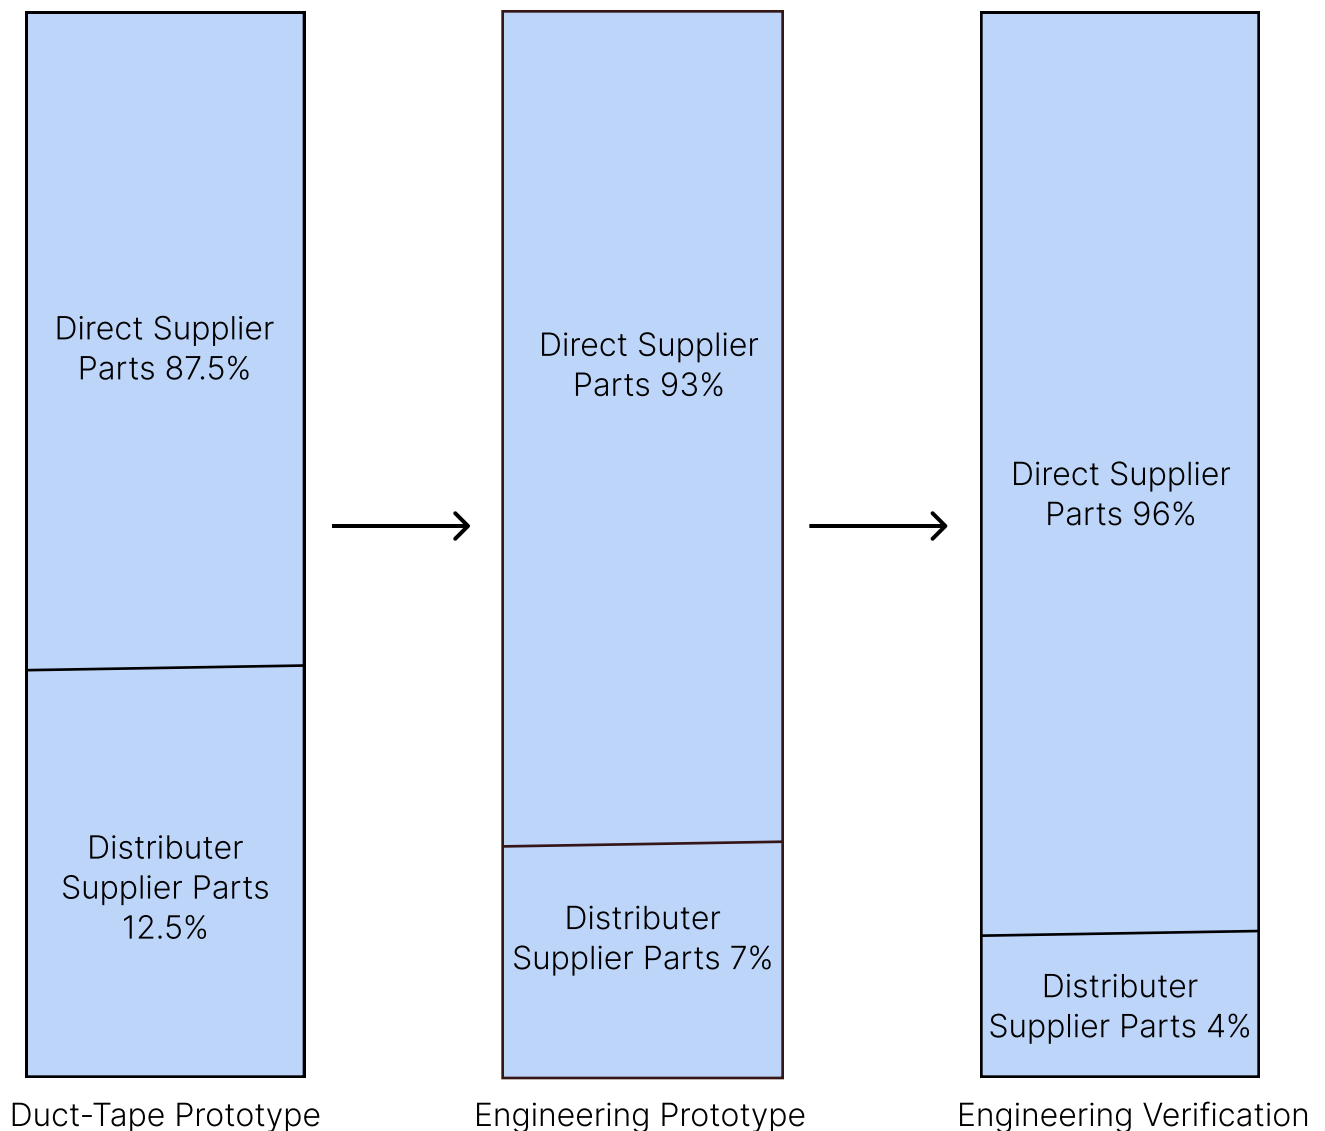 Direct Supplier
Parts 87.5%
Distributer
Supplier Parts
12.5%
Duct-Tape Prototype
Direct Supplier
Parts 93%
Distributer
Supplier Parts 7%
Engineering Prototype
Direct Supplier
Parts 96%
Distributer
Supplier Parts 4%
Engineering Verification